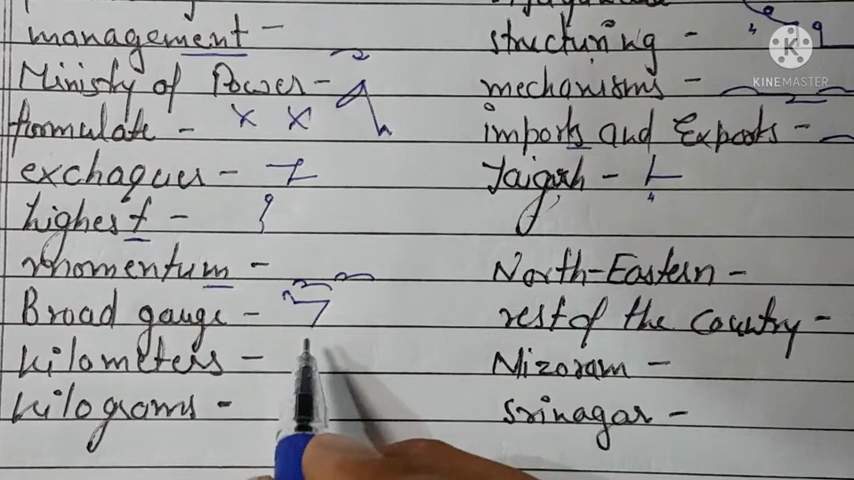 management -
Ministry of Power -
formulate -
exchaques -
highest -
momentum -
Broad gauge -
kilometers -
kilograms -
structuring -
mechanisms -
imports and Exports -
Jaigarh -
North-Eastern -
rest of the country -
Mizoram -
Srinagar -
KINEMASTER